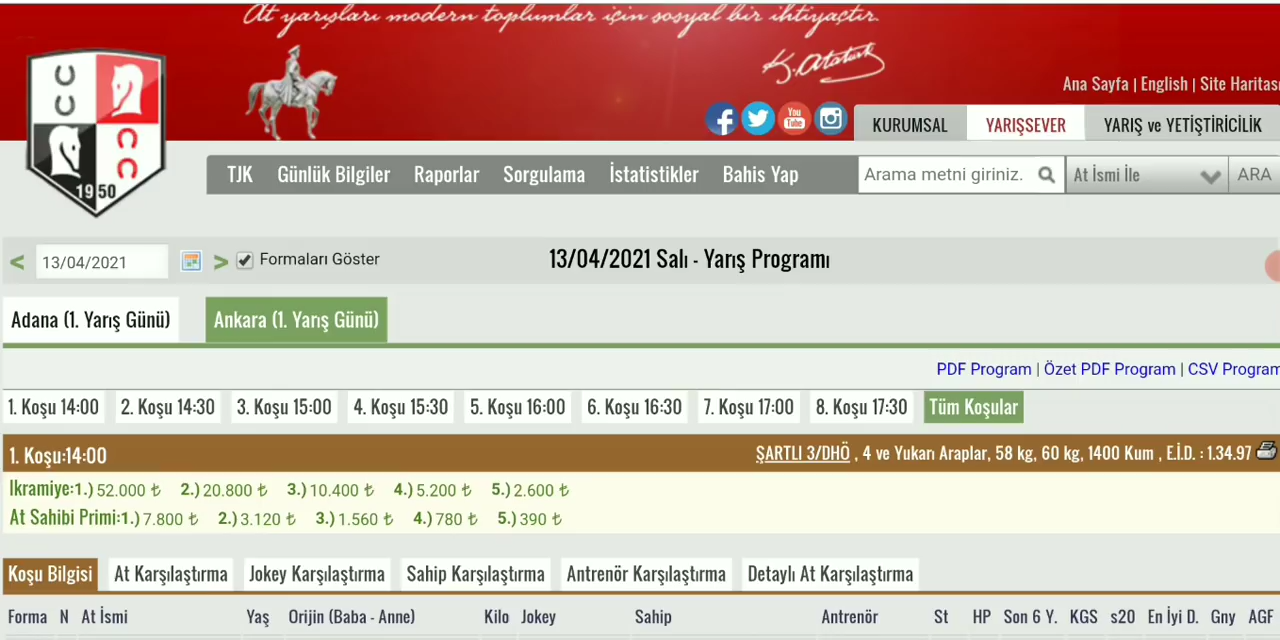 At yarışları modern toplumlar için sosyal bir ihtiyaçtır.
K. Atatürk
1950
Ana Sayfa | English | Site Haritası
You Tube
KURUMSAL YARIŞSEVER YARIŞ ve YETİŞTİRİCİLİK
TJK Günlük Bilgiler Raporlar Sorgulama İstatistikler Bahis Yap Arama metni giriniz. At İsmi İle ARA
< 13/04/2021 > Formaları Göster 13/04/2021 Salı - Yarış Programı
Adana (1. Yarış Günü) Ankara (1. Yarış Günü)
PDF Program | Özet PDF Program | CSV Program
1. Koşu 14:00 2. Koşu 14:30 3. Koşu 15:00 4. Koşu 15:30 5. Koşu 16:00 6. Koşu 16:30 7. Koşu 17:00 8. Koşu 17:30 Tüm Koşular
1. Koşu:14:00 ŞARTLI 3/DHÖ , 4 ve Yukarı Araplar, 58 kg, 60 kg, 1400 Kum , E.İ.D. : 1.34.97
Ikramiye:1.) 52.000 ₺ 2.) 20.800 ₺ 3.) 10.400 ₺ 4.) 5.200 ₺ 5.) 2.600 ₺
At Sahibi Primi:1.) 7.800 ₺ 2.) 3.120 ₺ 3.) 1.560 ₺ 4.) 780 ₺ 5.) 390 ₺
Koşu Bilgisi At Karşılaştırma Jokey Karşılaştırma Sahip Karşılaştırma Antrenör Karşılaştırma Detaylı At Karşılaştırma
Forma N At İsmi Yaş Orijin (Baba - Anne) Kilo Jokey Sahip Antrenör St HP Son 6 Y. KGS s20 En İyi D. Gny AGF